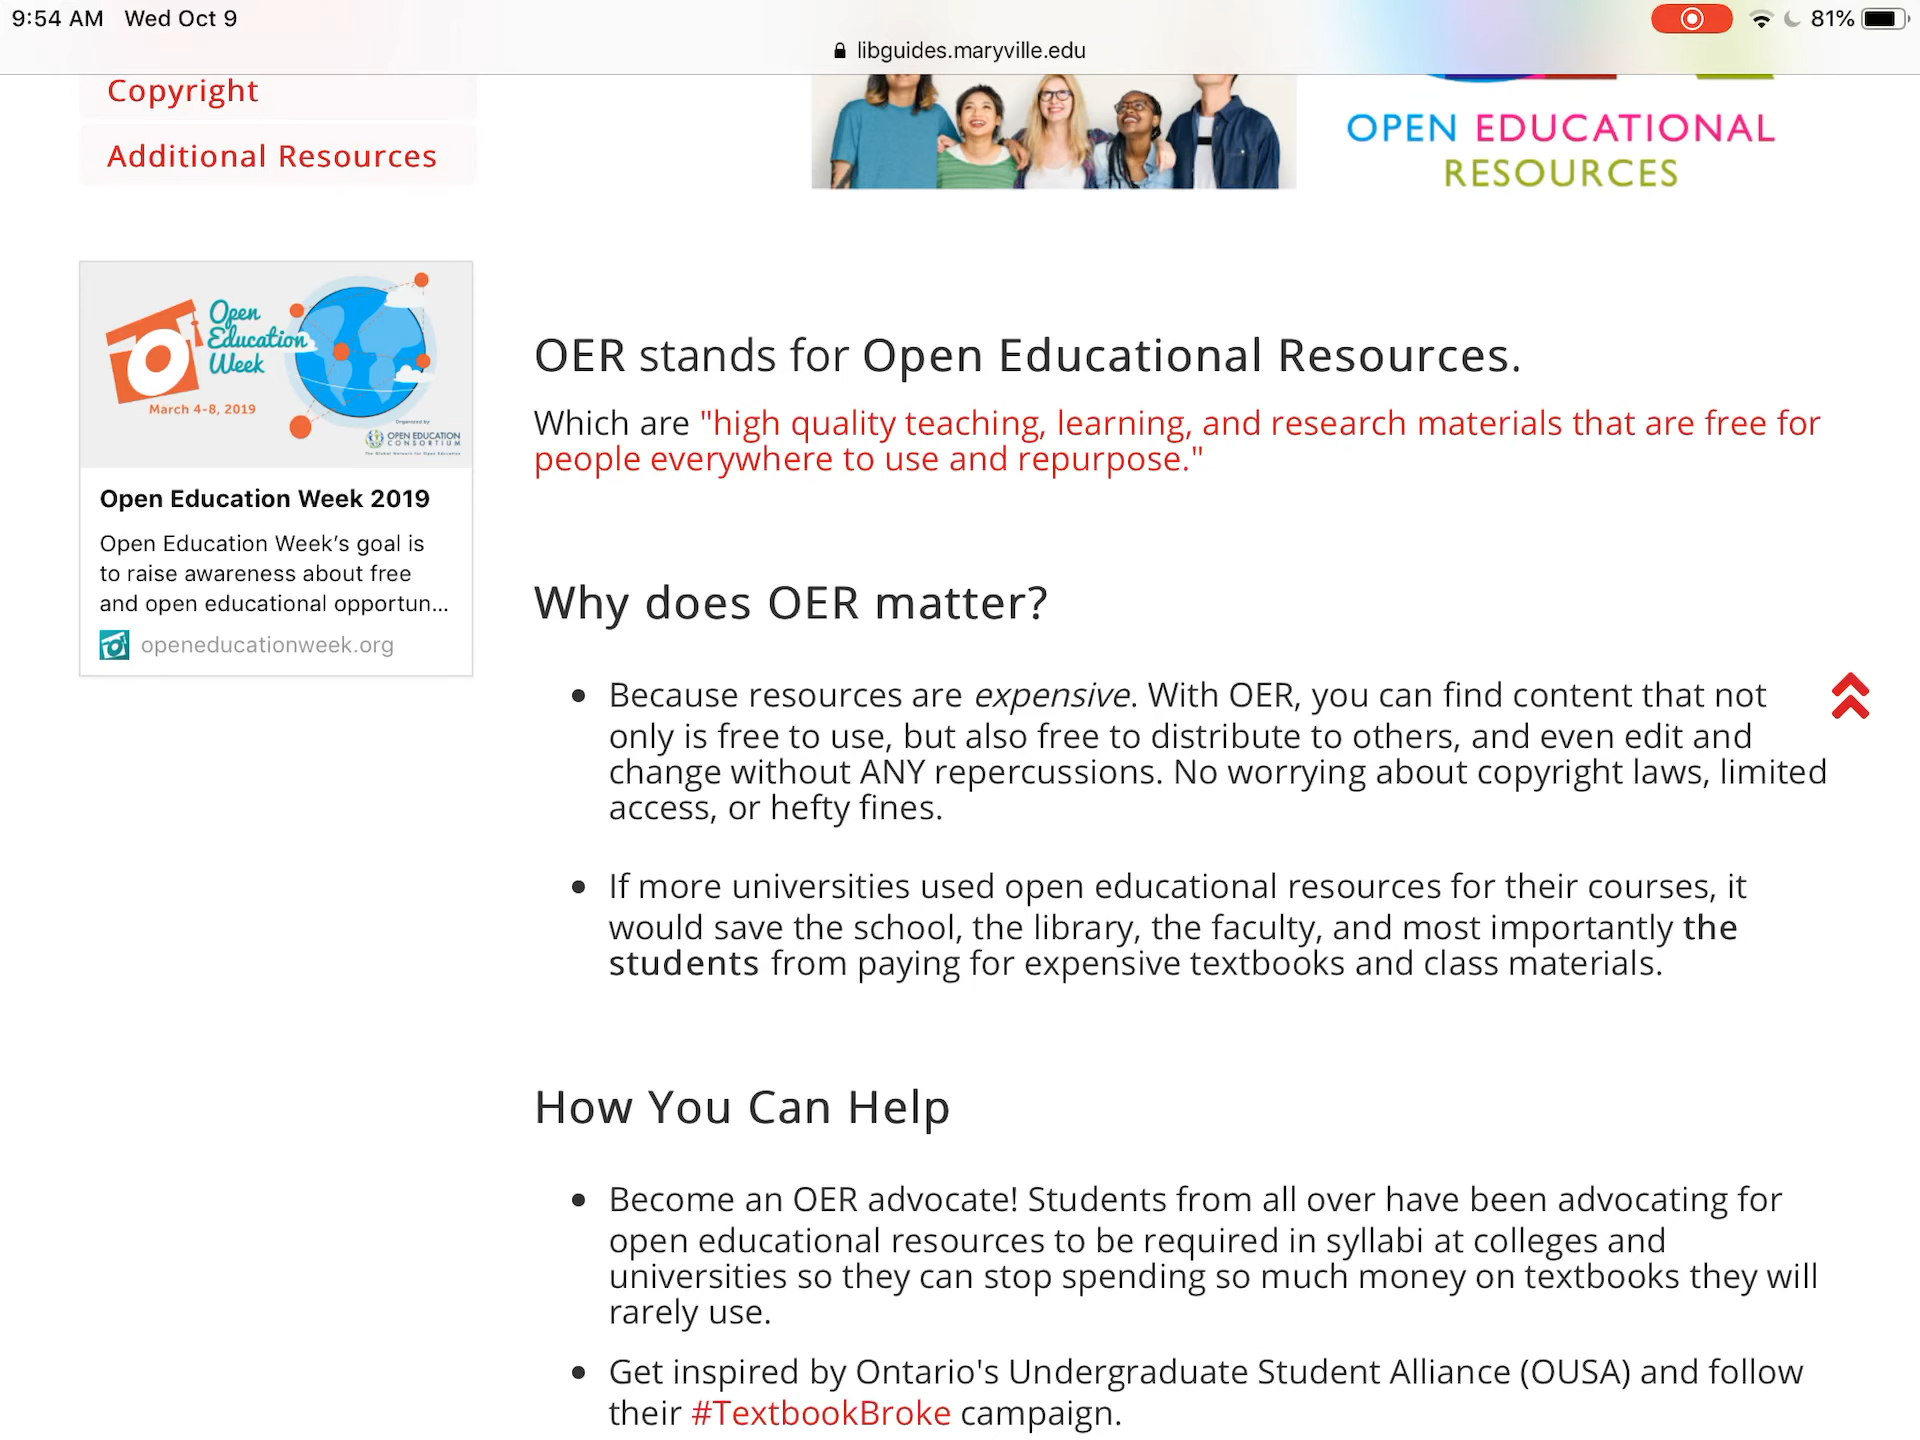 9:54 AM Wed Oct 9
81%
libguides.maryville.edu
Copyright
Additional Resources
OPEN EDUCATIONAL
RESOURCES
Open
Education
Week
March 4-8, 2019
Organized by
OPEN EDUCATION
CONSORTIUM
The Global Network for Open Education
Open Education Week 2019
Open Education Week's goal is
to raise awareness about free
and open educational opportun...
openeducationweek.org
OER stands for Open Educational Resources.
Which are "high quality teaching, learning, and research materials that are free for
people everywhere to use and repurpose."
Why does OER matter?
• Because resources are expensive. With OER, you can find content that not
only is free to use, but also free to distribute to others, and even edit and
change without ANY repercussions. No worrying about copyright laws, limited
access, or hefty fines.
• If more universities used open educational resources for their courses, it
would save the school, the library, the faculty, and most importantly the
students from paying for expensive textbooks and class materials.
How You Can Help
• Become an OER advocate! Students from all over have been advocating for
open educational resources to be required in syllabi at colleges and
universities so they can stop spending so much money on textbooks they will
rarely use.
• Get inspired by Ontario's Undergraduate Student Alliance (OUSA) and follow
their #TextbookBroke campaign.